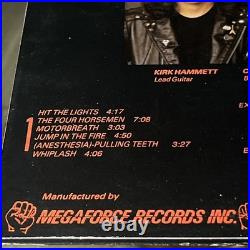 KIRK HAMMETT
Lead Guitar
1
HIT THE LIGHTS 4:17
THE FOUR HORSEMEN 7:08
MOTORBREATH 3:03
JUMP IN THE FIRE 4:50
(ANESTHESIA)-PULLING TEETH 3:27
WHIPLASH 4:06
Manufactured by
MEGAFORCE RECORDS INC.